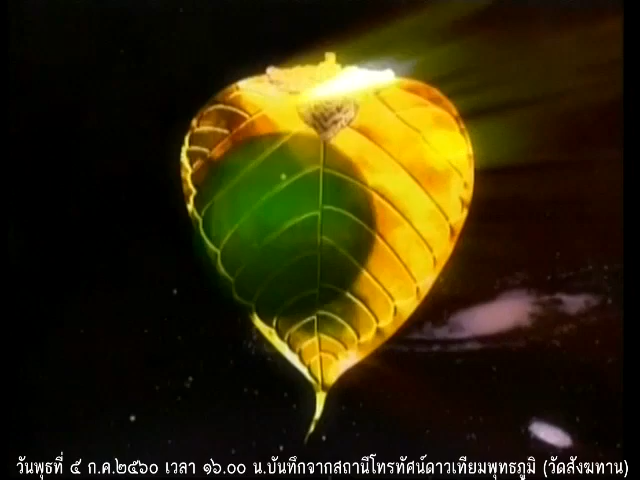 วันพุธที่ ๕ ก.ค.๒๕๖๐ เวลา ๑๖.๐๐ น.บันทึกจากสถานีโทรทัศน์ดาวเทียมพุทธภูมิ (วัดสังฆทาน)